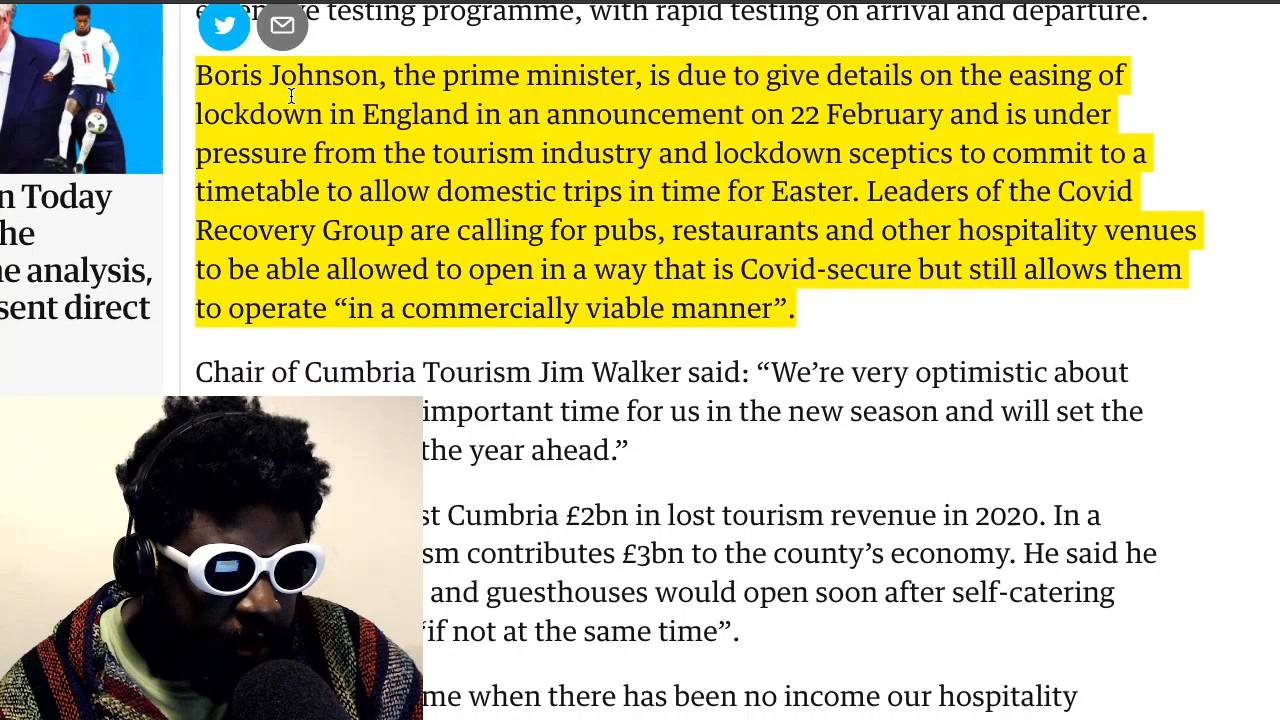 testing programme, with rapid testing on arrival and departure.
Boris Johnson, the prime minister, is due to give details on the easing of
lockdown in England in an announcement on 22 February and is under
pressure from the tourism industry and lockdown sceptics to commit to a
timetable to allow domestic trips in time for Easter. Leaders of the Covid
Recovery Group are calling for pubs, restaurants and other hospitality venues
to be able allowed to open in a way that is Covid-secure but still allows them
to operate “in a commercially viable manner”.
Chair of Cumbria Tourism Jim Walker said: “We’re very optimistic about
important time for us in the new season and will set the
the year ahead.”
st Cumbria £2bn in lost tourism revenue in 2020. In a
sm contributes £3bn to the county’s economy. He said he
and guesthouses would open soon after self-catering
“if not at the same time”.
me when there has been no income our hospitality
n Today
he
e analysis,
sent direct
11
11